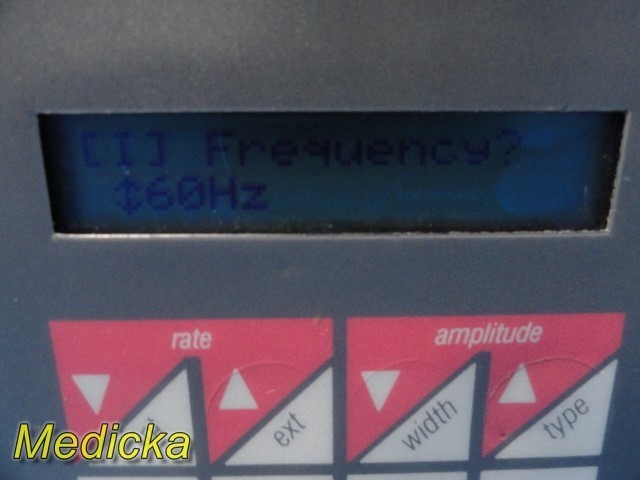 [I] Frequency?
↕60Hz
rate
amplitude
ext
width
type
Medicka